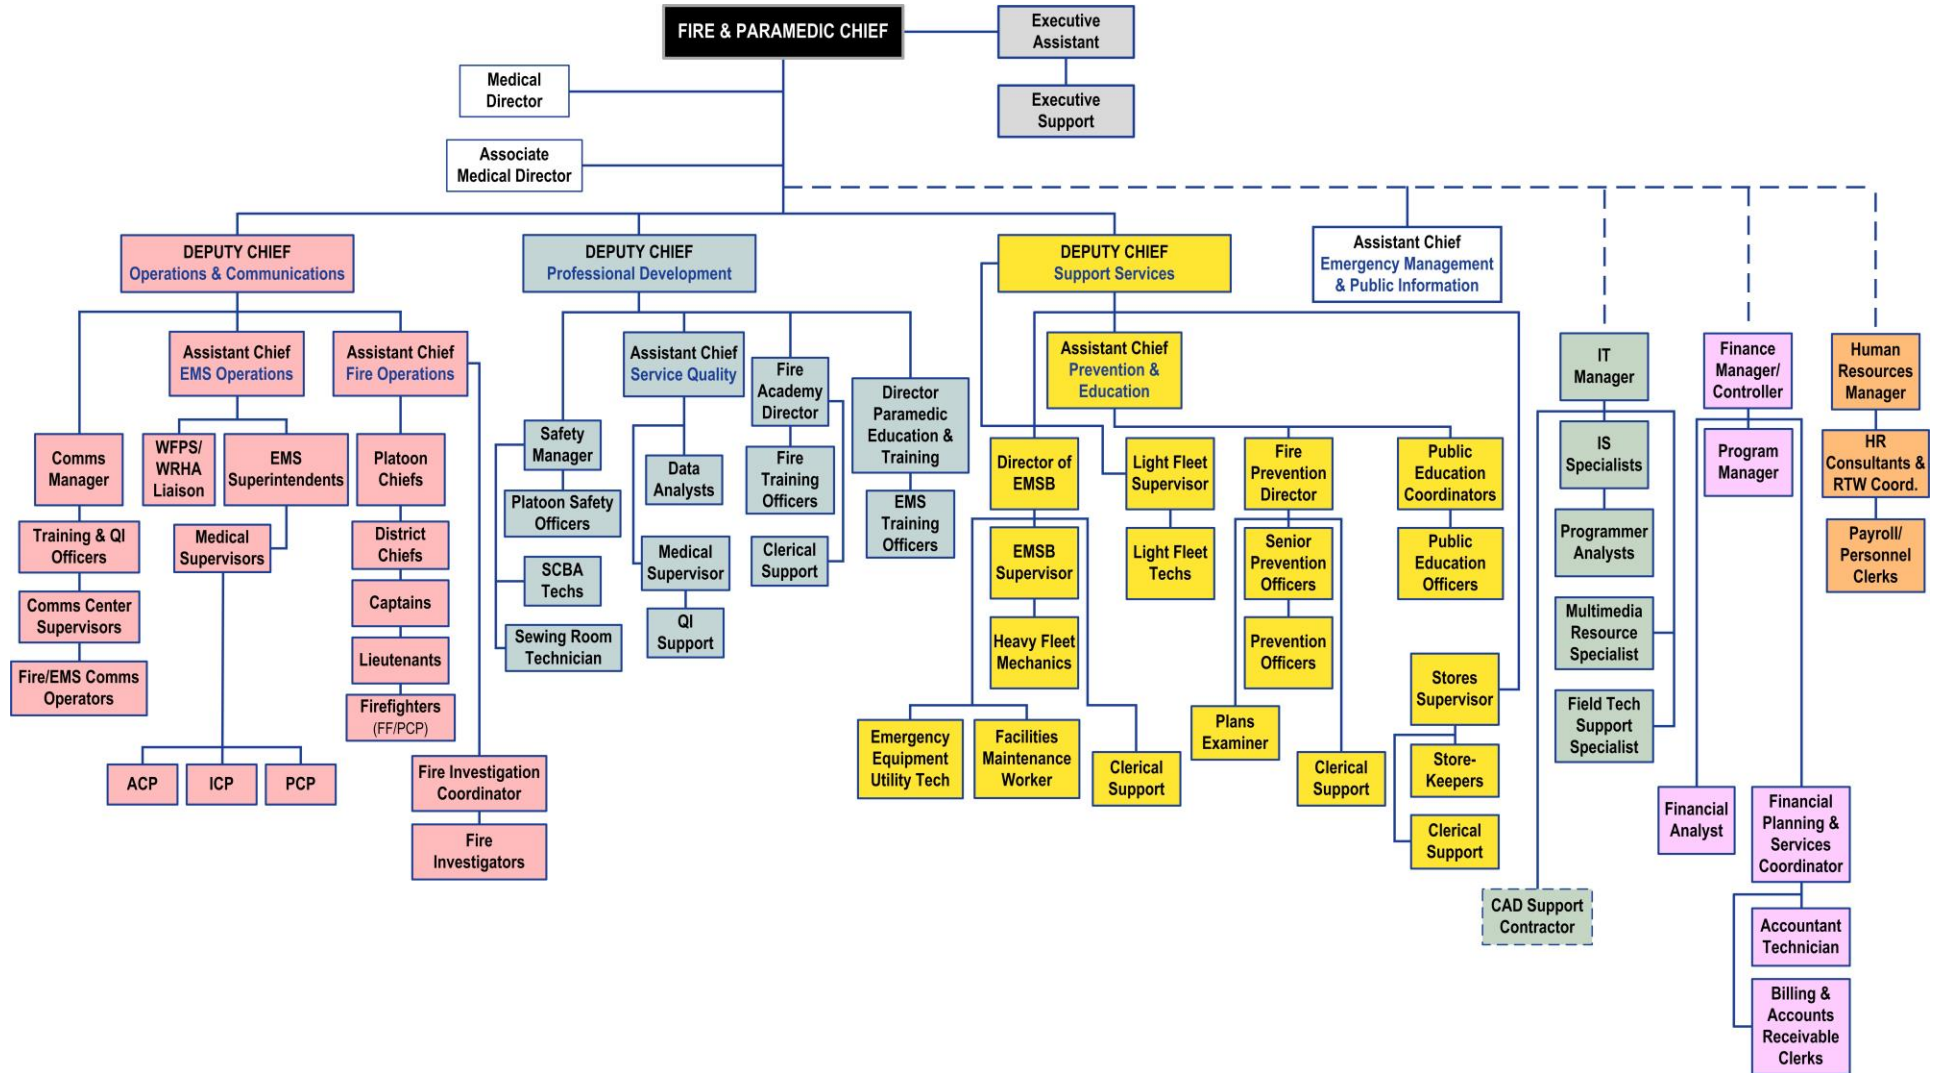 FIRE & PARAMEDIC CHIEF
Executive
Assistant
Executive
Support
Medical
Director
Associate
Medical Director
DEPUTY CHIEF
Operations & Communications
DEPUTY CHIEF
Professional Development
DEPUTY CHIEF
Support Services
Assistant Chief
Emergency Management
& Public Information
Assistant Chief
EMS Operations
Assistant Chief
Fire Operations
Comms
Manager
WFPS/
WRHA
Liaison
EMS
Superintendents
Platoon
Chiefs
Training & QI
Officers
Medical
Supervisors
District
Chiefs
Comms Center
Supervisors
Captains
Fire/EMS Comms
Operators
Lieutenants
Firefighters
(FF/PCP)
ACP
ICP
PCP
Fire Investigation
Coordinator
Fire
Investigators
Assistant Chief
Service Quality
Fire
Academy
Director
Director
Paramedic
Education &
Training
Safety
Manager
Data
Analysts
Fire
Training
Officers
Platoon Safety
Officers
EMS
Training
Officers
SCBA
Techs
Medical
Supervisor
Clerical
Support
Sewing Room
Technician
QI
Support
Assistant Chief
Prevention &
Education
Director of
EMSB
Light Fleet
Supervisor
Fire
Prevention
Director
Public
Education
Coordinators
EMSB
Supervisor
Light Fleet
Techs
Senior
Prevention
Officers
Public
Education
Officers
Heavy Fleet
Mechanics
Prevention
Officers
Stores
Supervisor
Emergency
Equipment
Utility Tech
Facilities
Maintenance
Worker
Clerical
Support
Plans
Examiner
Clerical
Support
Store-
Keepers
Clerical
Support
IT
Manager
IS
Specialists
Programmer
Analysts
Multimedia
Resource
Specialist
Field Tech
Support
Specialist
CAD Support
Contractor
Finance
Manager/
Controller
Program
Manager
Financial
Analyst
Financial
Planning &
Services
Coordinator
Accountant
Technician
Billing &
Accounts
Receivable
Clerks
Human
Resources
Manager
HR
Consultants &
RTW Coord.
Payroll/
Personnel
Clerks